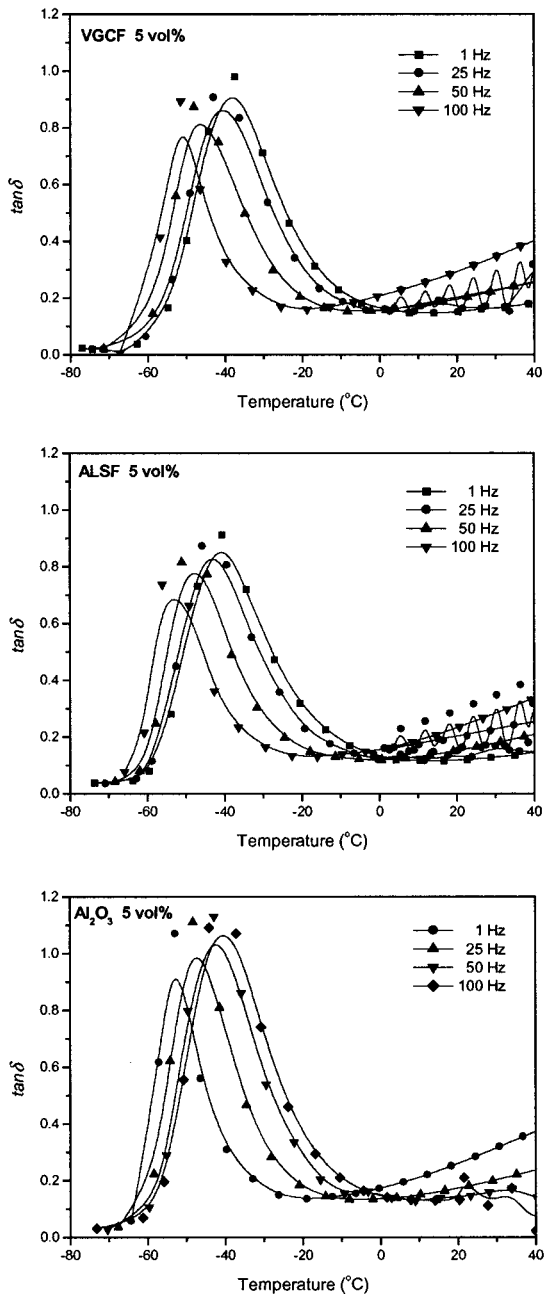 VGCF 5 vol%
1 Hz
25 Hz
50 Hz
100 Hz
tanδ
1.2
1.0
0.8
0.6
0.4
0.2
0.0
-80 -60 -40 -20 0 20 40
Temperature (°C)
ALSF 5 vol%
1 Hz
25 Hz
50 Hz
100 Hz
tanδ
1.2
1.0
0.8
0.6
0.4
0.2
0.0
-80 -60 -40 -20 0 20 40
Temperature (°C)
Al₂O₃ 5 vol%
1 Hz
25 Hz
50 Hz
100 Hz
tanδ
1.2
1.0
0.8
0.6
0.4
0.2
0.0
-80 -60 -40 -20 0 20 40
Temperature (°C)